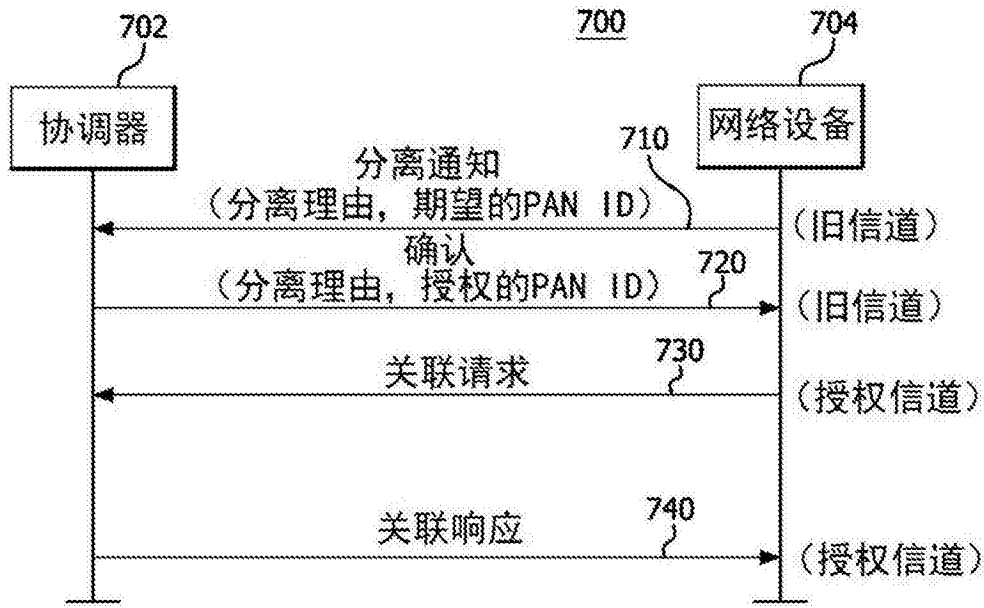 702
700
704
协调器
网络设备
分离通知
710
(分离理由, 期望的PAN ID)
(旧信道)
确认
720
(分离理由, 授权的PAN ID)
(旧信道)
730
关联请求
(授权信道)
740
关联响应
(授权信道)